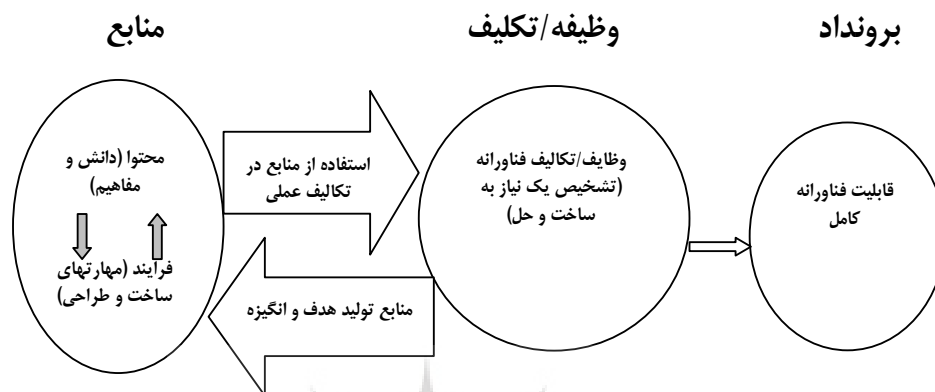 منابع
وظیفه/تکلیف
برونداد
محتوا (دانش و
مفاهیم)
فرآیند (مهارتهای
ساخت و طراحی)
استفاده از منابع در
تکالیف عملی
منابع تولید هدف و انگیزه
وظایف/تکالیف فناورانه
(تشخیص یک نیاز به
ساخت و حل)
قابلیت فناورانه
کامل